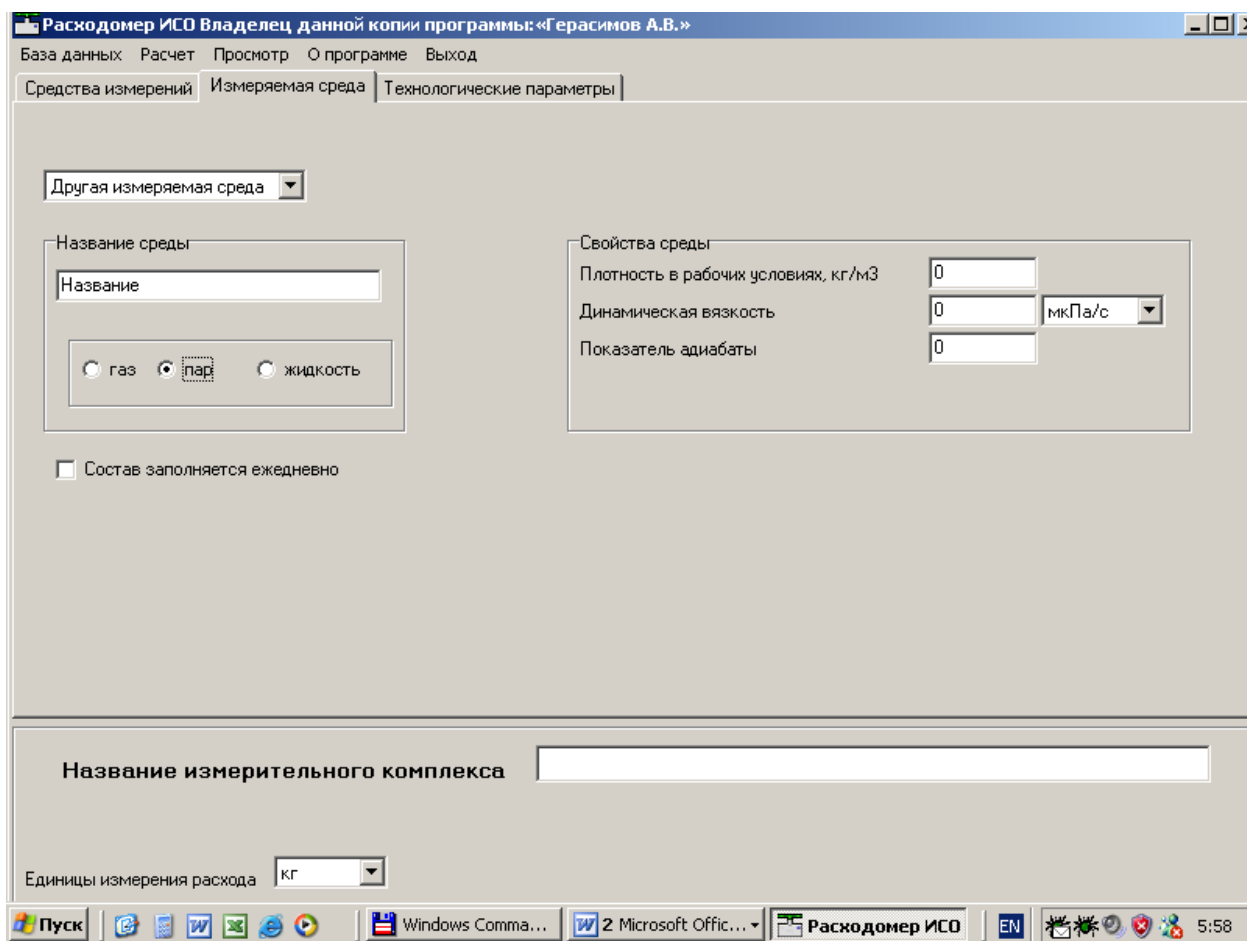 Расходомер ИСО Владелец данной копии программы:«Герасимов А.В.»
База данных Расчет Просмотр О программе Выход
Средства измерений Измеряемая среда Технологические параметры
Другая измеряемая среда
Название среды
Название
газ пар жидкость
Состав заполняется ежедневно
Свойства среды
Плотность в рабочих условиях, кг/м3 0
Динамическая вязкость 0 мкПа/с
Показатель адиабаты 0
Название измерительного комплекса
Единицы измерения расхода кг
Пуск Windows Comma... 2 Microsoft Offic... Расходомер ИСО EN 5:58